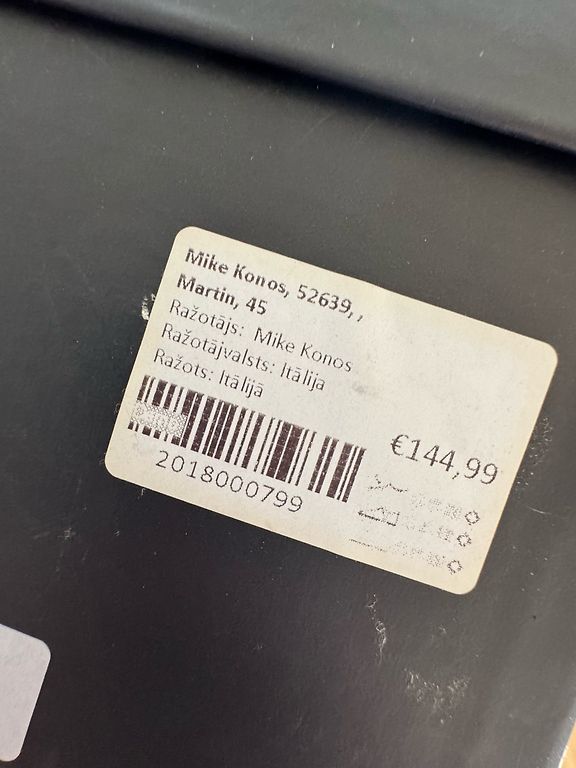 Mike Konos, 52639, ,
Martin, 45
Ražotājs: Mike Konos
Ražotājvalsts: Itālija
Ražots: Itālijā
€144,99
2018000799